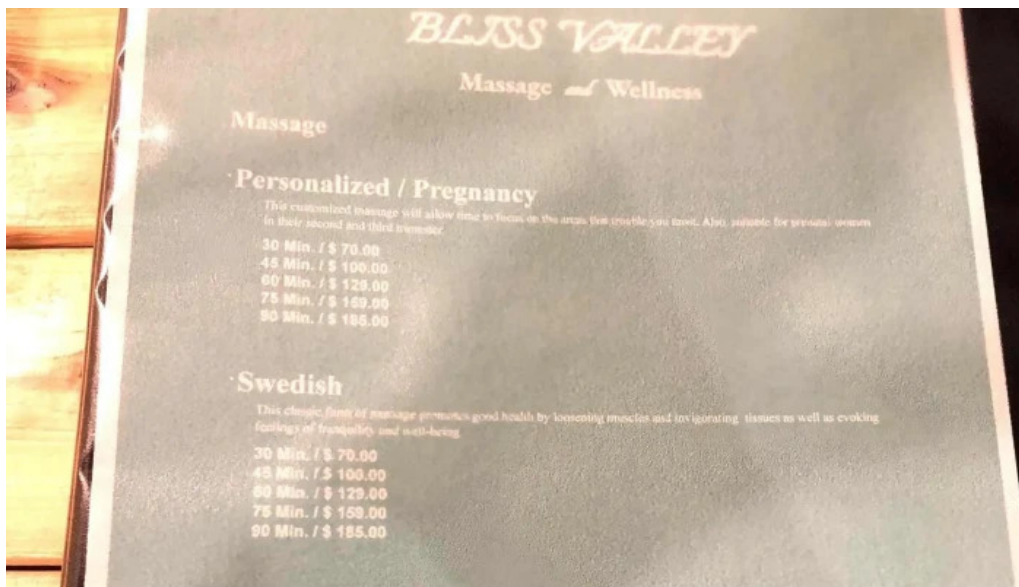 BLISS VALLEY
Massage and Wellness
Massage
Personalized / Pregnancy
This customized massage will allow time to focus on the areas that trouble you most. Also, suitable for prenatal women
in their second and third trimester.
30 Min. / $ 70.00
45 Min. / $ 100.00
60 Min. / $ 129.00
75 Min. / $ 159.00
90 Min. / $ 185.00
Swedish
This classic form of massage promotes good health by loosening muscles and invigorating tissues as well as evoking
feelings of tranquility and well-being
30 Min. / $ 70.00
45 Min. / $ 100.00
60 Min. / $ 129.00
75 Min. / $ 159.00
90 Min. / $ 185.00